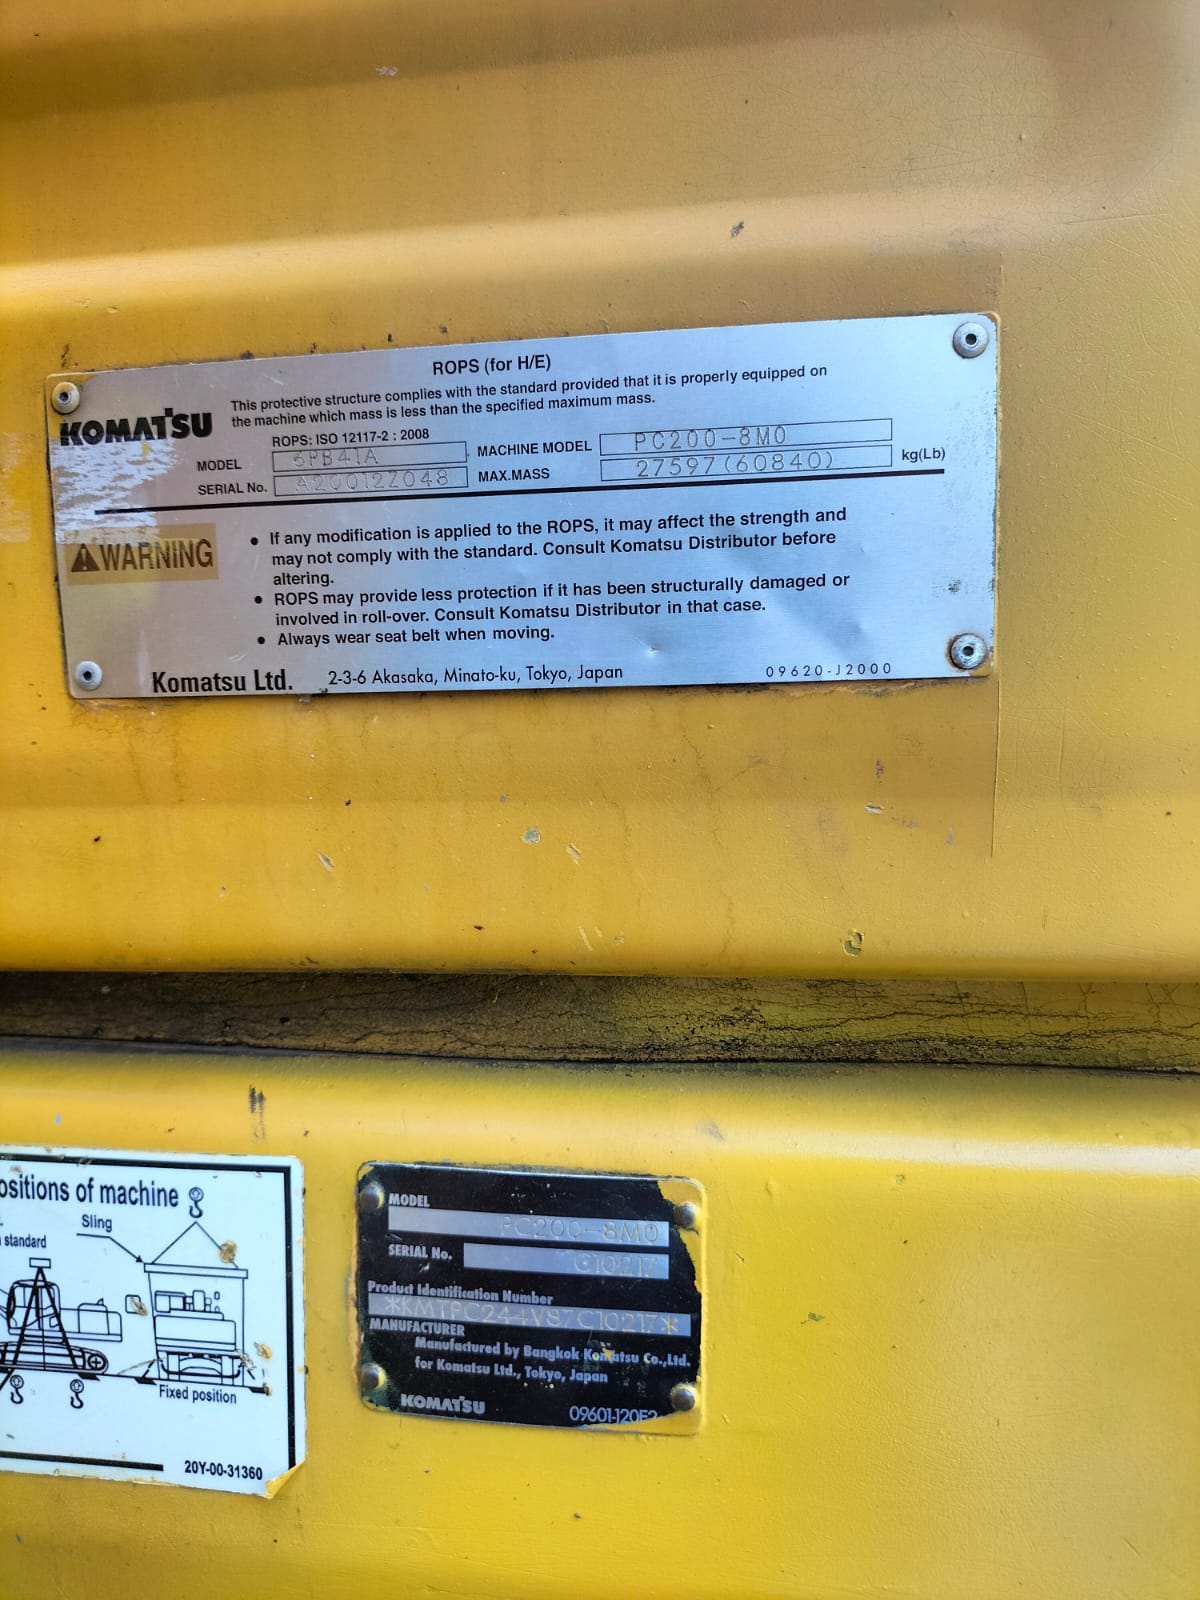 ROPS (for H/E)
KOMATSU
This protective structure complies with the standard provided that it is properly equipped on
the machine which mass is less than the specified maximum mass.
ROPS: ISO 12117-2 : 2008
MODEL 6PB41A MACHINE MODEL PC200-8M0
SERIAL No. A200122048 MAX.MASS 27597(60840) kg(Lb)
WARNING
• If any modification is applied to the ROPS, it may affect the strength and
may not comply with the standard. Consult Komatsu Distributor before
altering.
• ROPS may provide less protection if it has been structurally damaged or
involved in roll-over. Consult Komatsu Distributor in that case.
• Always wear seat belt when moving.
Komatsu Ltd. 2-3-6 Akasaka, Minato-ku, Tokyo, Japan 09620-J2000
ositions of machine
Sling
standard
Fixed position
20Y-00-31360
MODEL
PC200-8M0
SERIAL No. C10217
Product Identification Number
*KMTPC244V87C10217*
MANUFACTURER
Manufactured by Bangkok Komatsu Co.,Ltd.
for Komatsu Ltd., Tokyo, Japan
KOMATSU 09601-J20E2